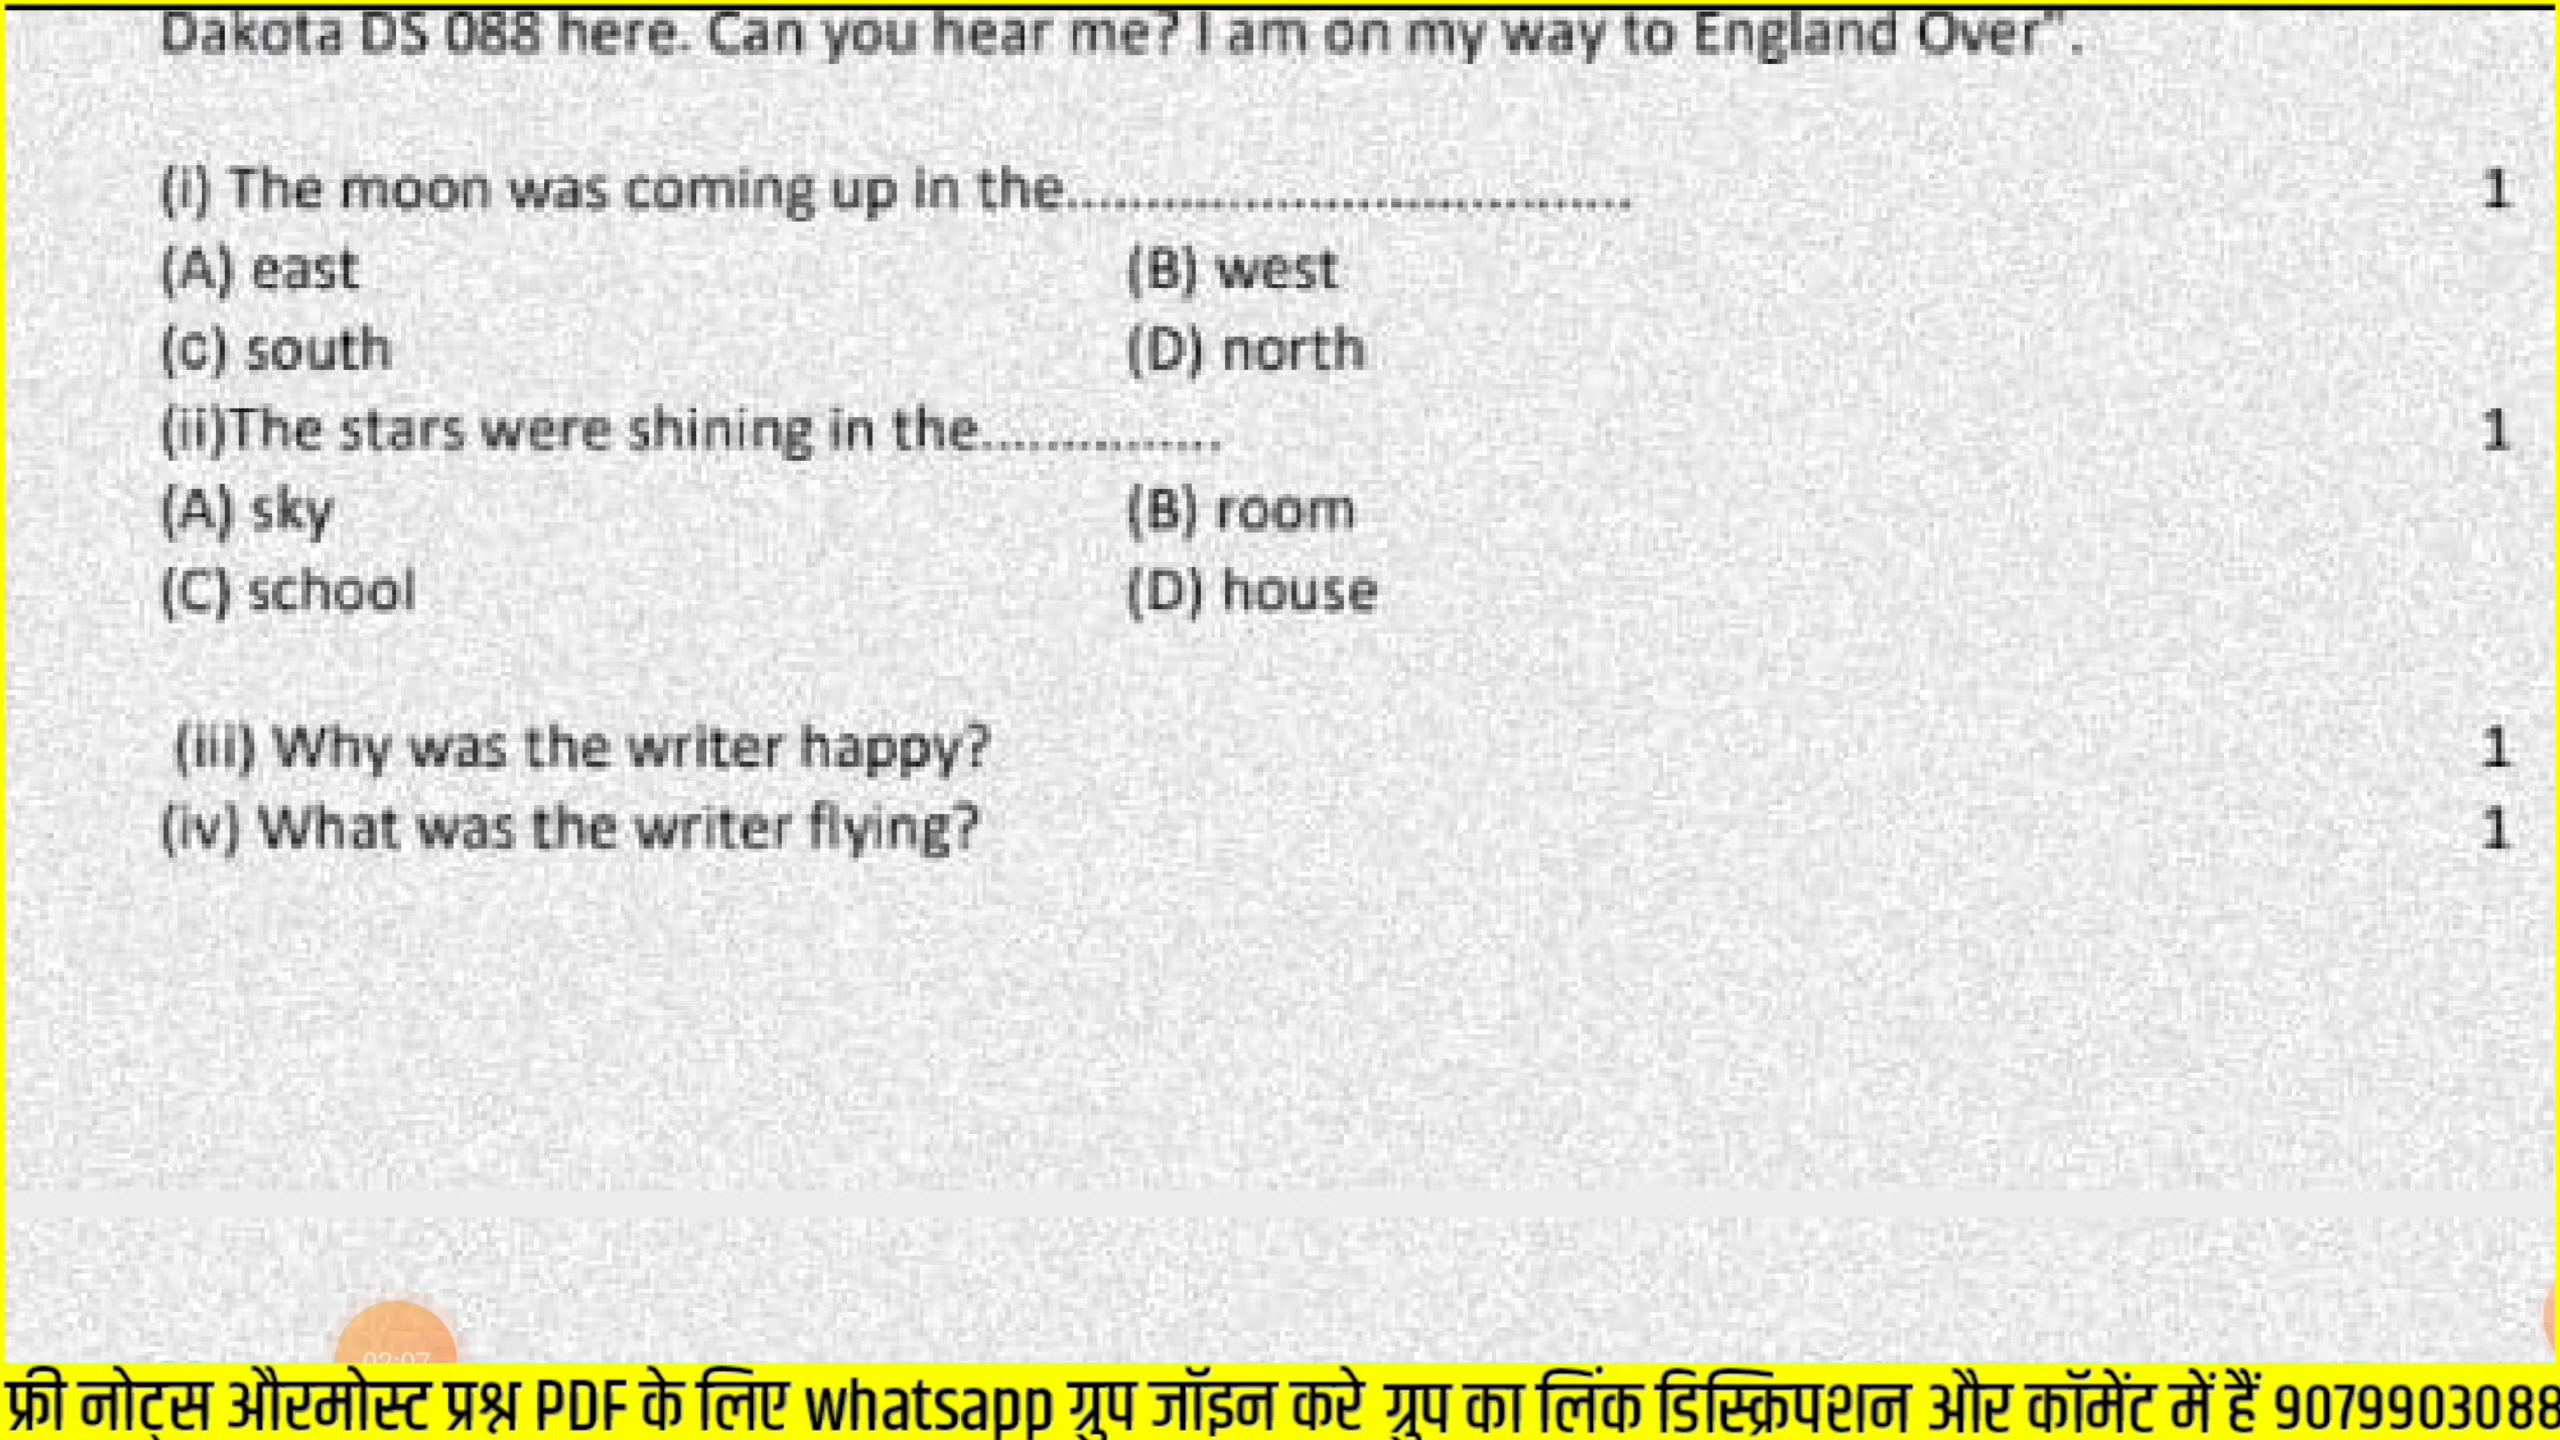 Dakota DS 088 here. Can you hear me? I am on my way to England Over".
(i) The moon was coming up in the................................... 1
(A) east (B) west
(c) south (D) north
(ii)The stars were shining in the............... 1
(A) sky (B) room
(C) school (D) house
(iii) Why was the writer happy? 1
(iv) What was the writer flying? 1
02:07
फ्री नोट्स औरमोस्ट प्रश्न PDF के लिए whatsapp ग्रुप जॉइन करे ग्रुप का लिंक डिस्क्रिपशन और कॉमेंट में हैं 9079903088